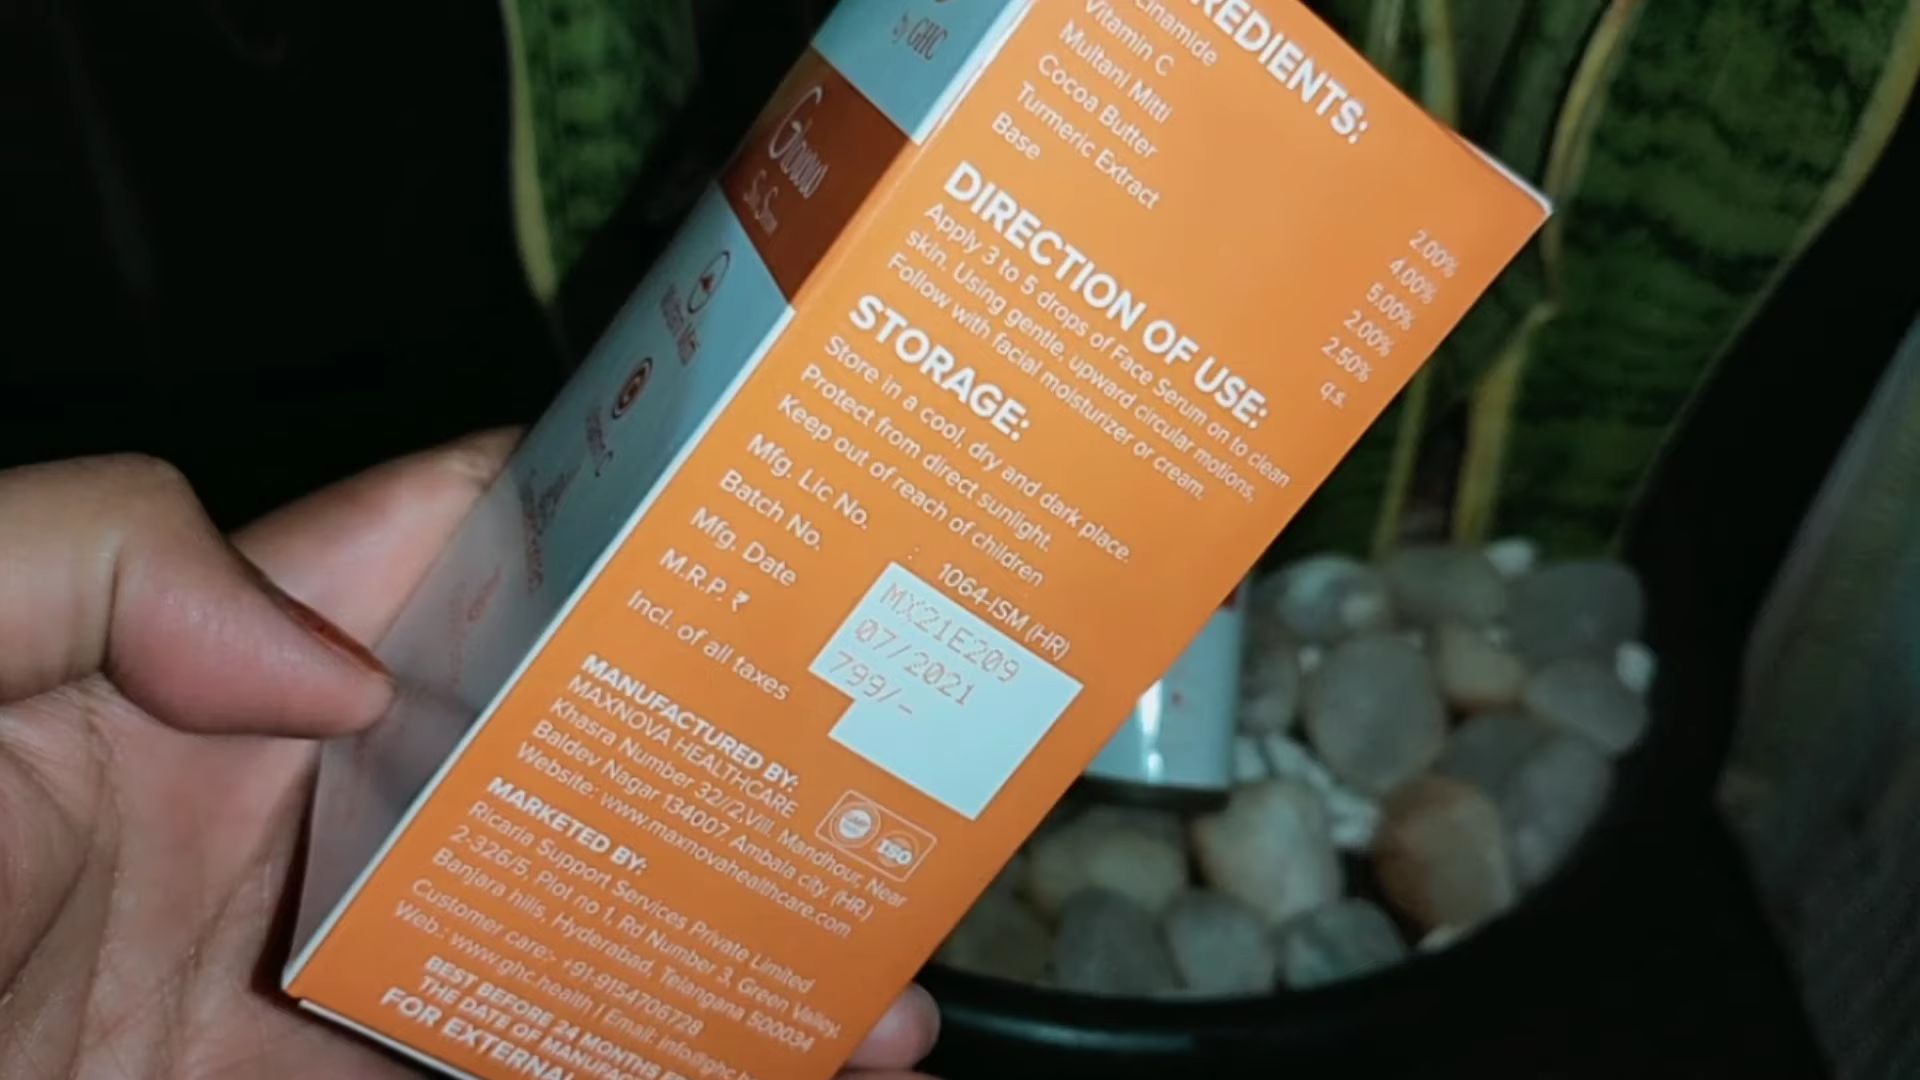 by GHC
Glowww
REDIENTS:
cinamide 2.00%
Vitamin C 4.00%
Multani Mitti 5.00%
Cocoa Butter 2.00%
Turmeric Extract 2.50%
Base q.s.
DIRECTION OF USE:
Apply 3 to 5 drops of Face Serum on to clean
skin. Using gentle, upward circular motions,
Follow with facial moisturizer or cream.
STORAGE:
Store in a cool, dry and dark place.
Protect from direct sunlight.
Keep out of reach of children
Mfg. Lic No. : 1064-ISM (HR)
Batch No. MX21E209
Mfg. Date 07/2021
M.R.P. ₹ 799/-
Incl. of all taxes
MANUFACTURED BY:
MAXNOVA HEALTHCARE
Khasra Number 32//2,Vill. Mandhour, Near
Baldev Nagar 134007 Ambala city, (HR.)
Website: www.maxnovahealthcare.com
ISO
MARKETED BY:
Ricaria Support Services Private Limited
2-326/5, Plot no 1, Rd Number 3, Green Valley,
Banjara hills, Hyderabad, Telangana 500034
Customer care:- +91-9154706728
Web.: www.ghc.health | Email: info@ghc.h
BEST BEFORE 24 MONTHS
THE DATE OF MANUFAC
FOR EXTERNAL